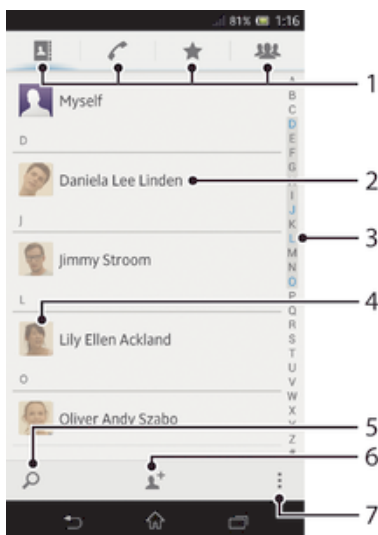 81% 1:16
1
A
Myself
B
C
D
D
E
F
G
Daniela Lee Linden
2
I
J
J
K
3
L
Jimmy Stroom
M
N
O
L
P
4
Q
R
Lily Ellen Ackland
S
T
U
O
V
W
5
Oliver Andy Szabo
X
Y
Z
#
6
7